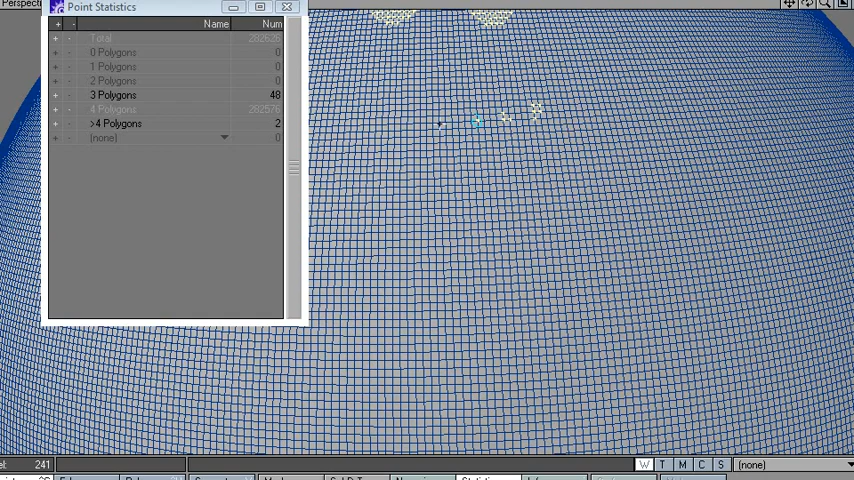 Perspecti
Point Statistics
+ - Name Num
+ - Total 282626
+ - 0 Polygons 0
+ - 1 Polygons 0
+ - 2 Polygons 0
+ - 3 Polygons 48
+ - 4 Polygons 282576
+ - >4 Polygons 2
+ - (none) 0
241
W T M C S (none)